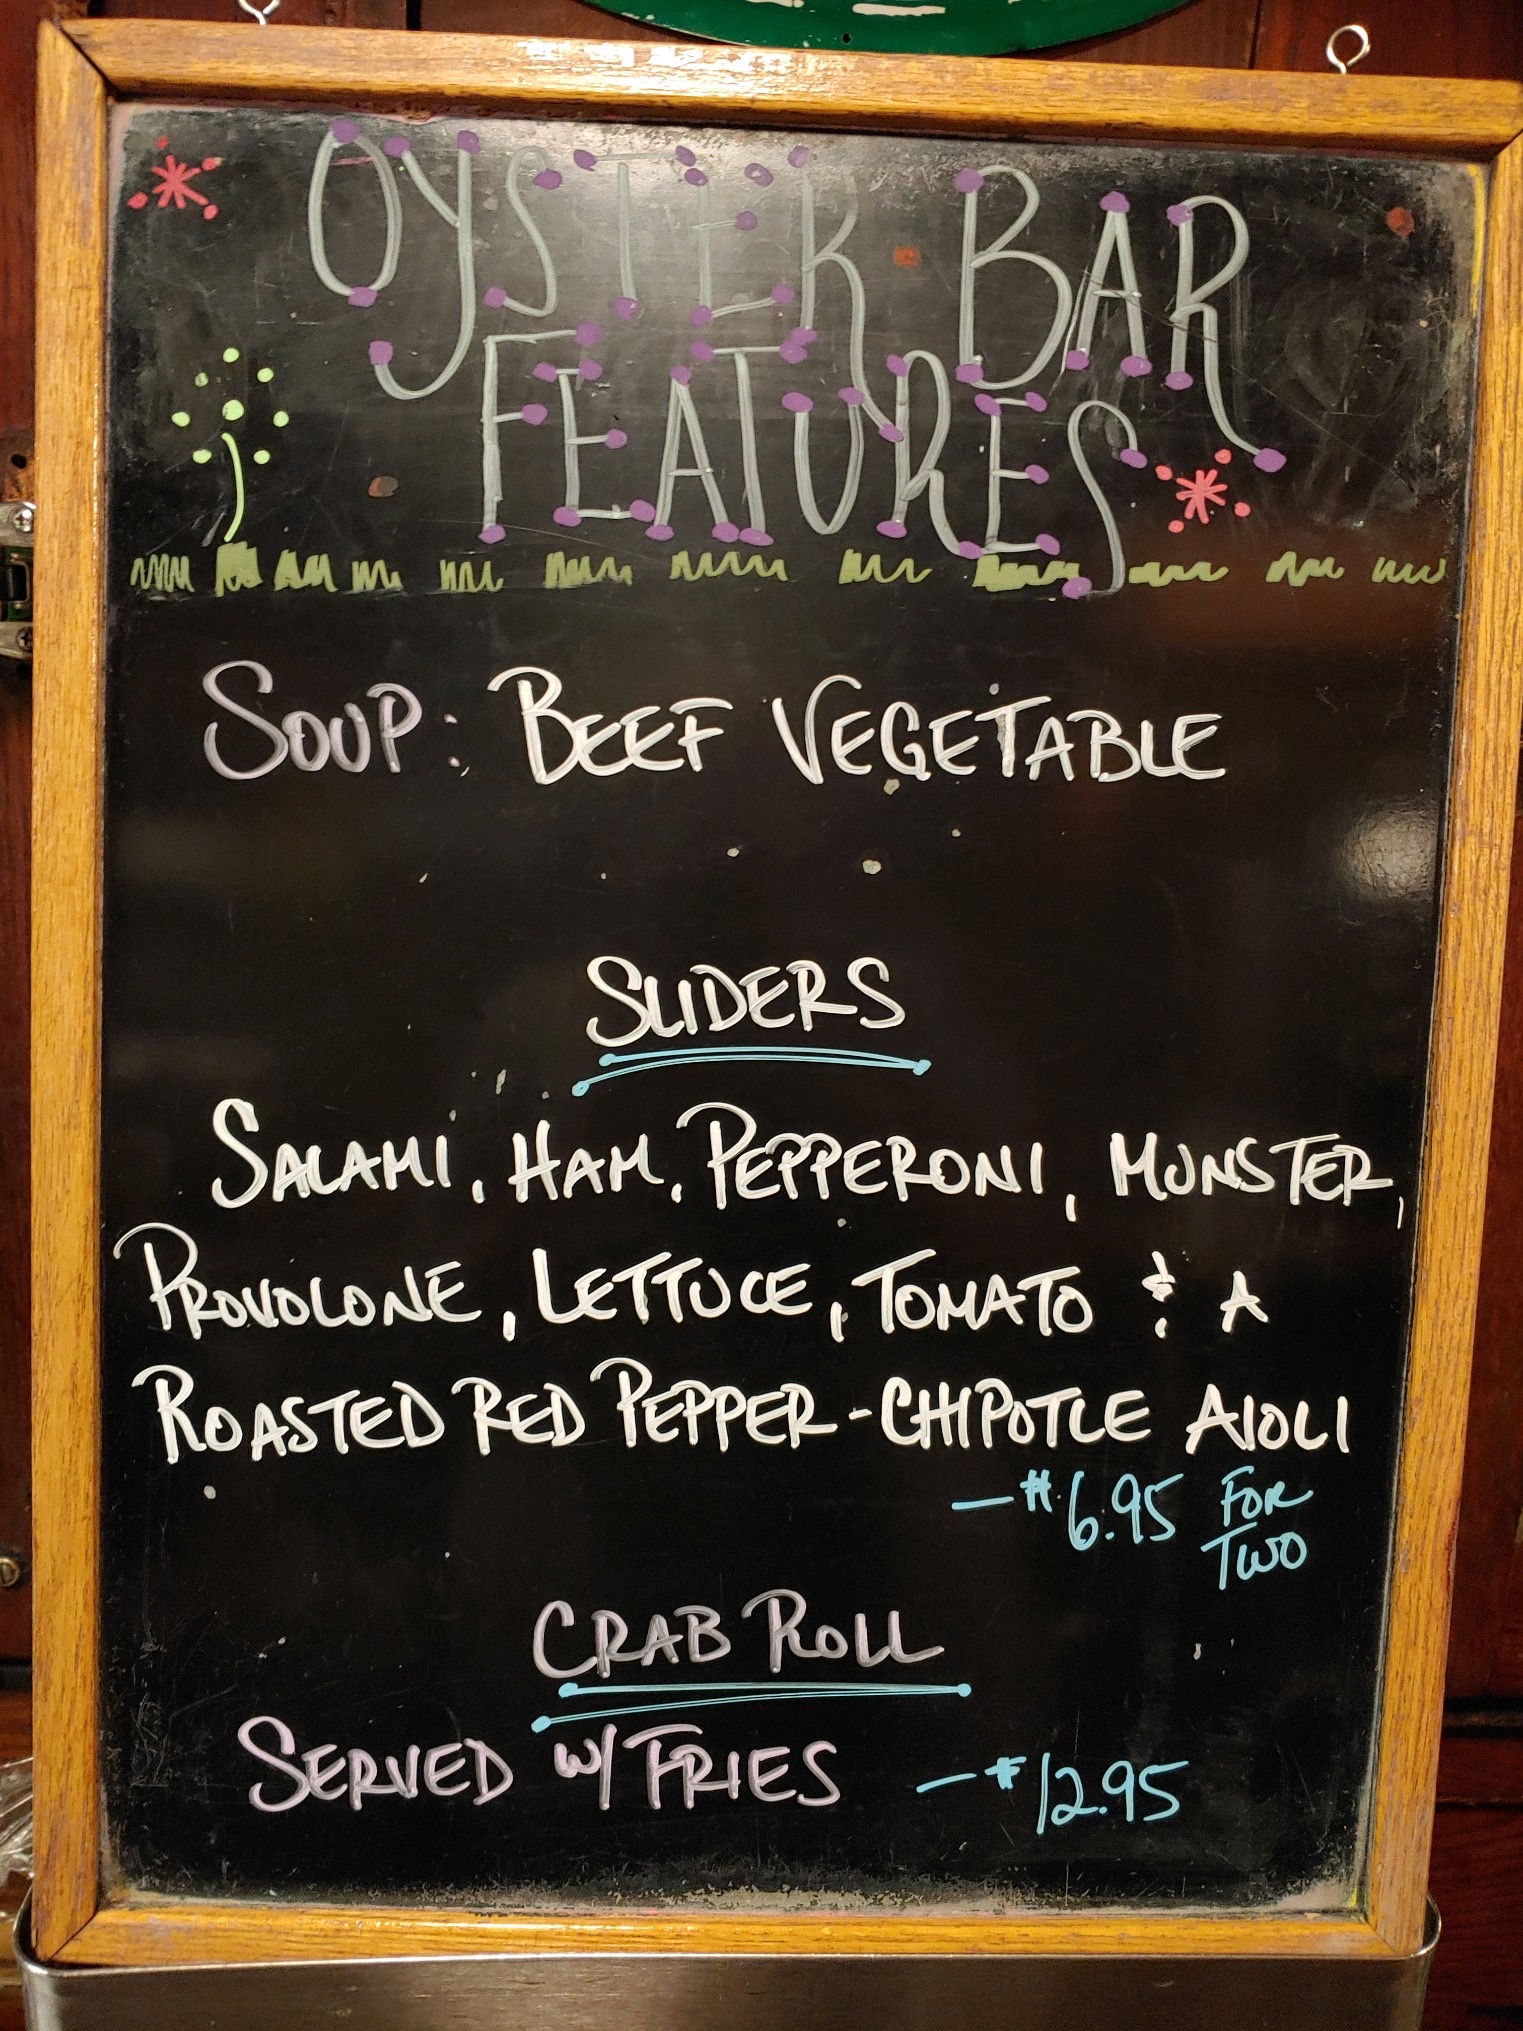 OYSTER BAR
FEATURES
SOUP: BEEF VEGETABLE
SLIDERS
SALAMI, HAM, PEPPERONI, MUNSTER,
PROVOLONE, LETTUCE, TOMATO & A
ROASTED RED PEPPER-CHIPOTLE AIOLI
—$6.95 FOR
TWO
CRAB ROLL
SERVED W/ FRIES —$12.95